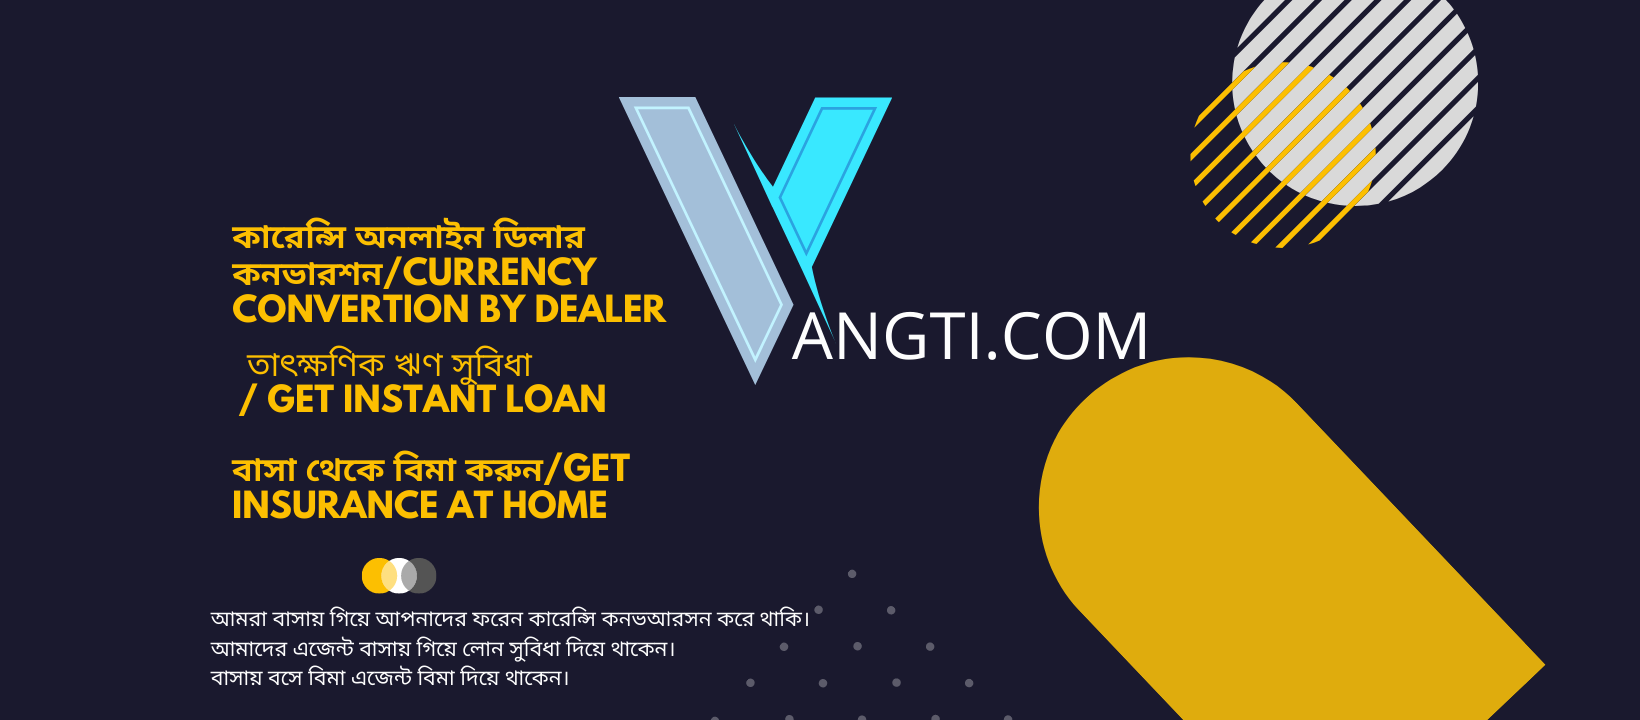 কারেন্সি অনলাইন ডিলার
কনভারশন/CURRENCY
CONVERTION BY DEALER
তাৎক্ষণিক ঋণ সুবিধা
/ GET INSTANT LOAN
বাসা থেকে বিমা করুন/GET
INSURANCE AT HOME
VANGTI.COM
আমরা বাসায় গিয়ে আপনাদের ফরেন কারেন্সি কনভআরসন করে থাকি।
আমাদের এজেন্ট বাসায় গিয়ে লোন সুবিধা দিয়ে থাকেন।
বাসায় বসে বিমা এজেন্ট বিমা দিয়ে থাকেন।